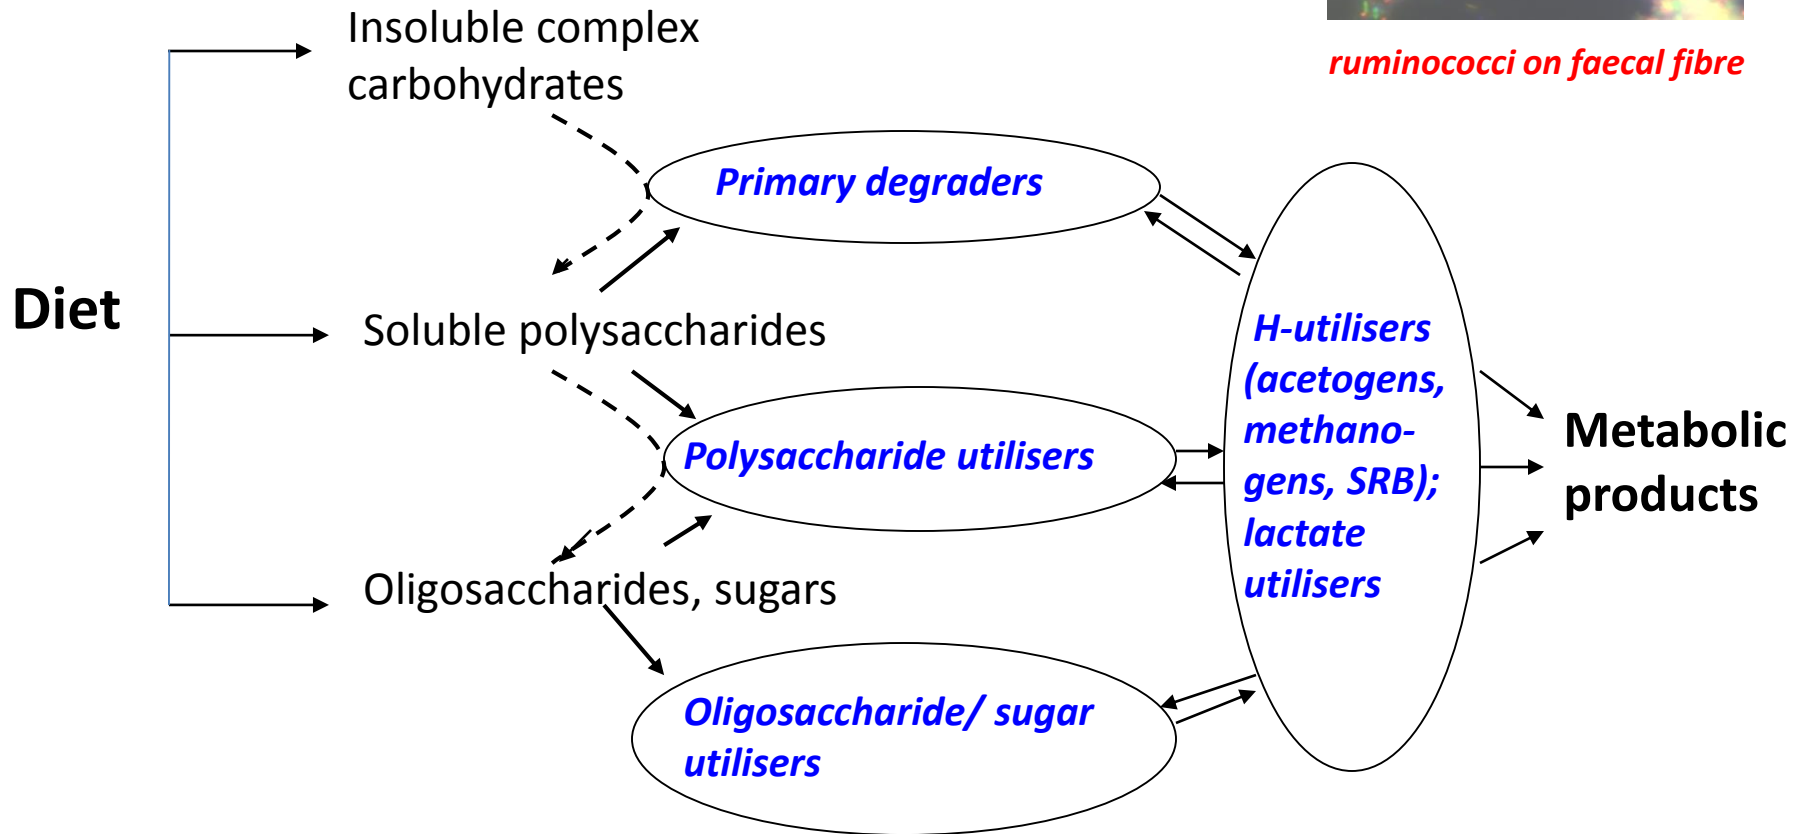 Insoluble complex
carbohydrates
ruminococci on faecal fibre
Primary degraders
Diet
Soluble polysaccharides
H-utilisers
(acetogens,
methano-
gens, SRB);
lactate
utilisers
Polysaccharide utilisers
Metabolic
products
Oligosaccharides, sugars
Oligosaccharide/ sugar
utilisers